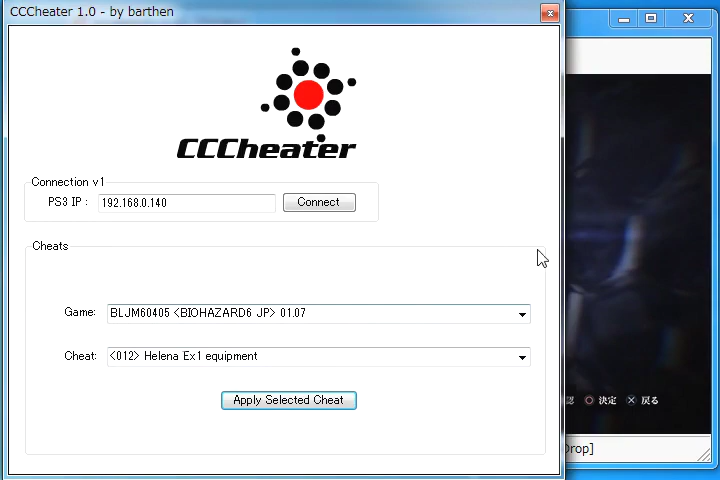 CCCheater 1.0 - by barthen
CCCheater
Connection v1
PS3 IP : 192.168.0.140 Connect
Cheats
Game: BLJM60405 <BIOHAZARD6 JP> 01.07
Cheat: <012> Helena Ex1 equipment
Apply Selected Cheat
認 決定 戻る
Drop]